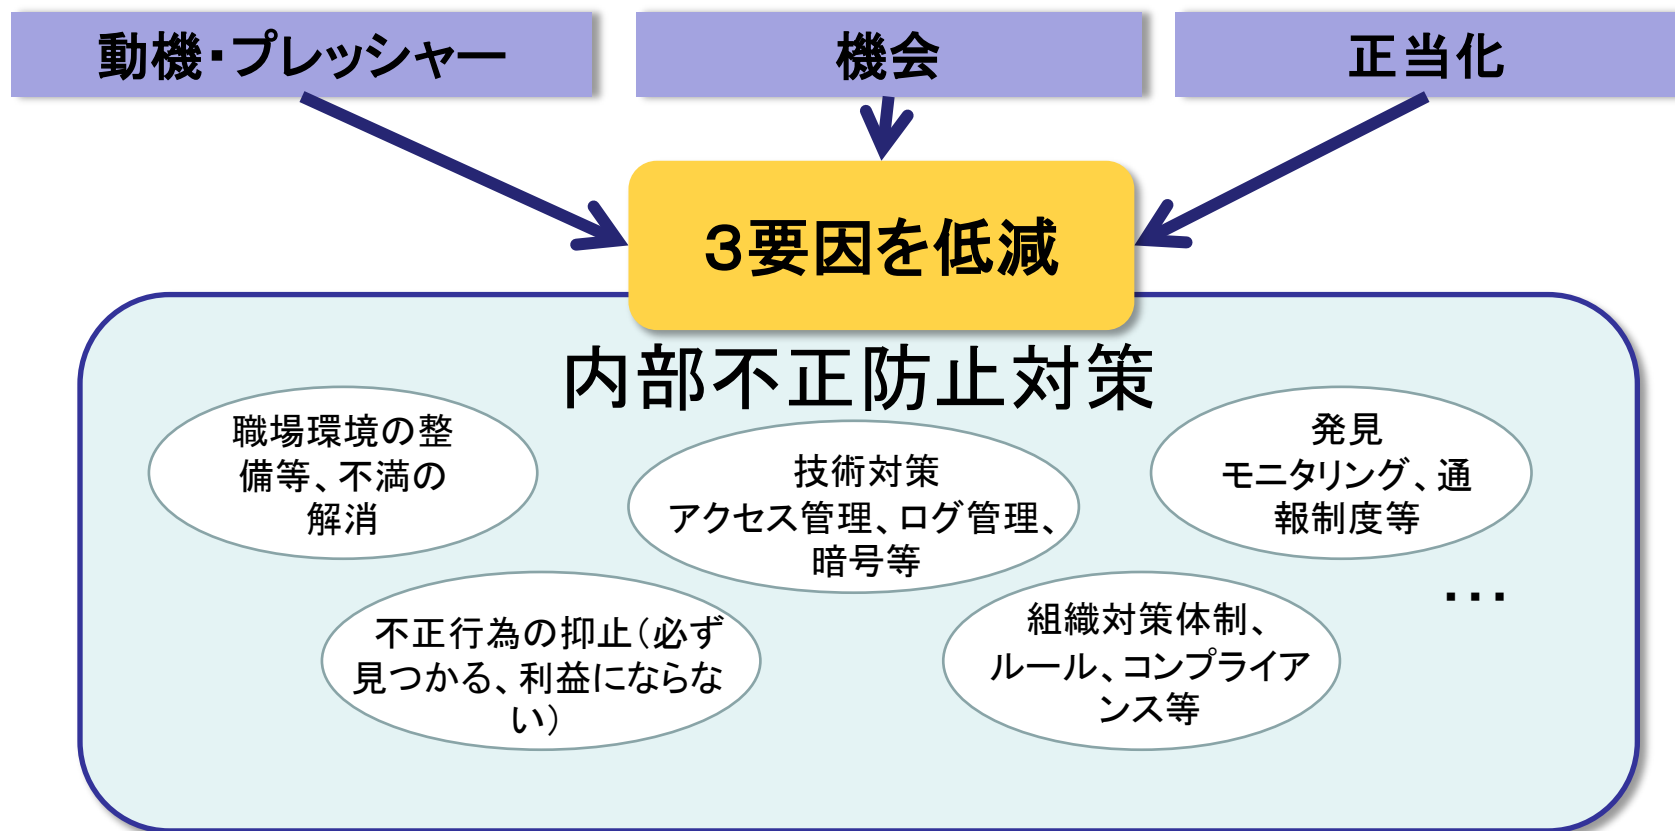 動機・プレッシャー
機会
正当化
３要因を低減
内部不正防止対策
職場環境の整
備等、不満の
解消
技術対策
アクセス管理、ログ管理、
暗号等
発見
モニタリング、通
報制度等
不正行為の抑止（必ず
見つかる、利益にならな
い）
組織対策体制、
ルール、コンプライア
ンス等
・・・